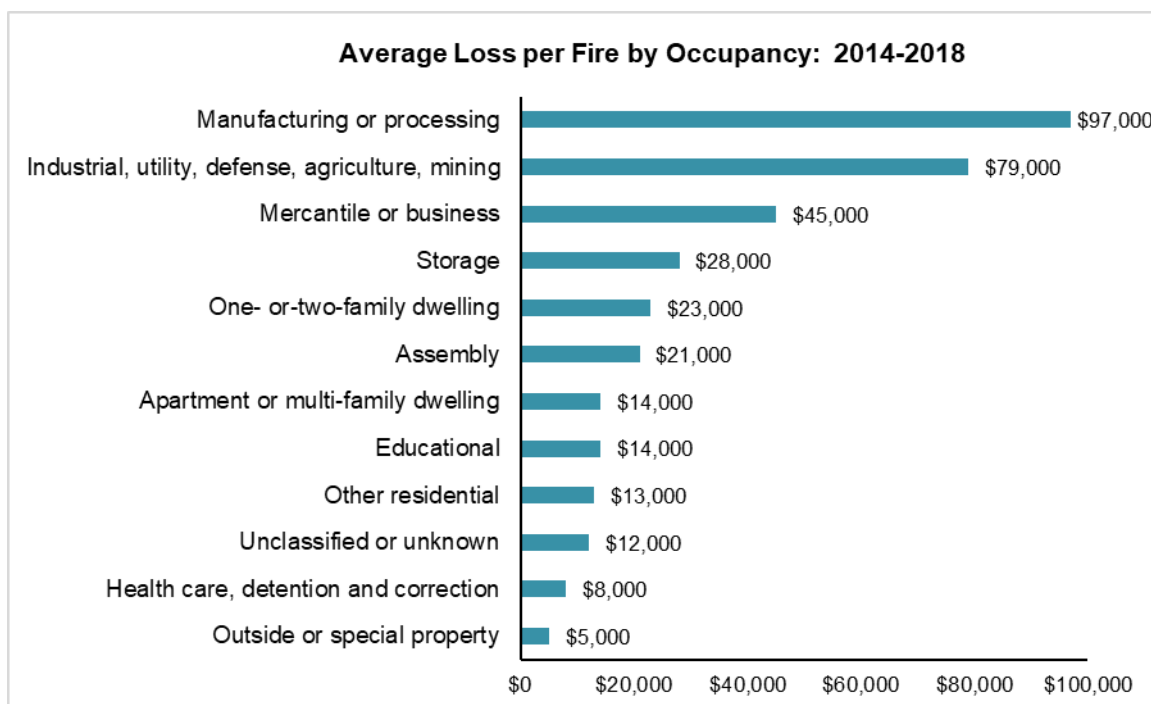 Average Loss per Fire by Occupancy: 2014-2018
Manufacturing or processing $97,000
Industrial, utility, defense, agriculture, mining $79,000
Mercantile or business $45,000
Storage $28,000
One- or-two-family dwelling $23,000
Assembly $21,000
Apartment or multi-family dwelling $14,000
Educational $14,000
Other residential $13,000
Unclassified or unknown $12,000
Health care, detention and correction $8,000
Outside or special property $5,000
$0 $20,000 $40,000 $60,000 $80,000 $100,000